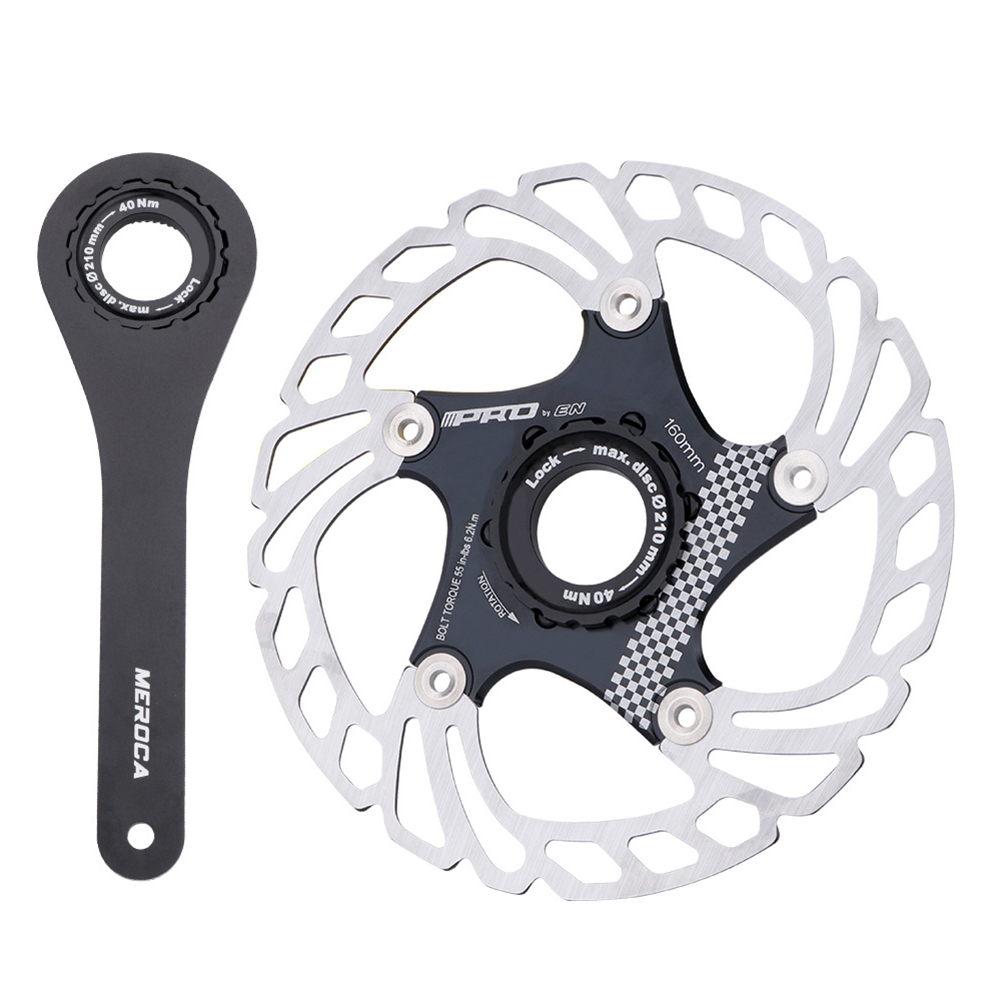 40 Nm
Lock → max. disc Ø 210 mm →
MEROCA
PRO by EN
160mm
Lock → max. disc Ø 210 mm → 40 Nm
BOLT TORQUE 55 in-lbs 6.2N.m
ROTATION